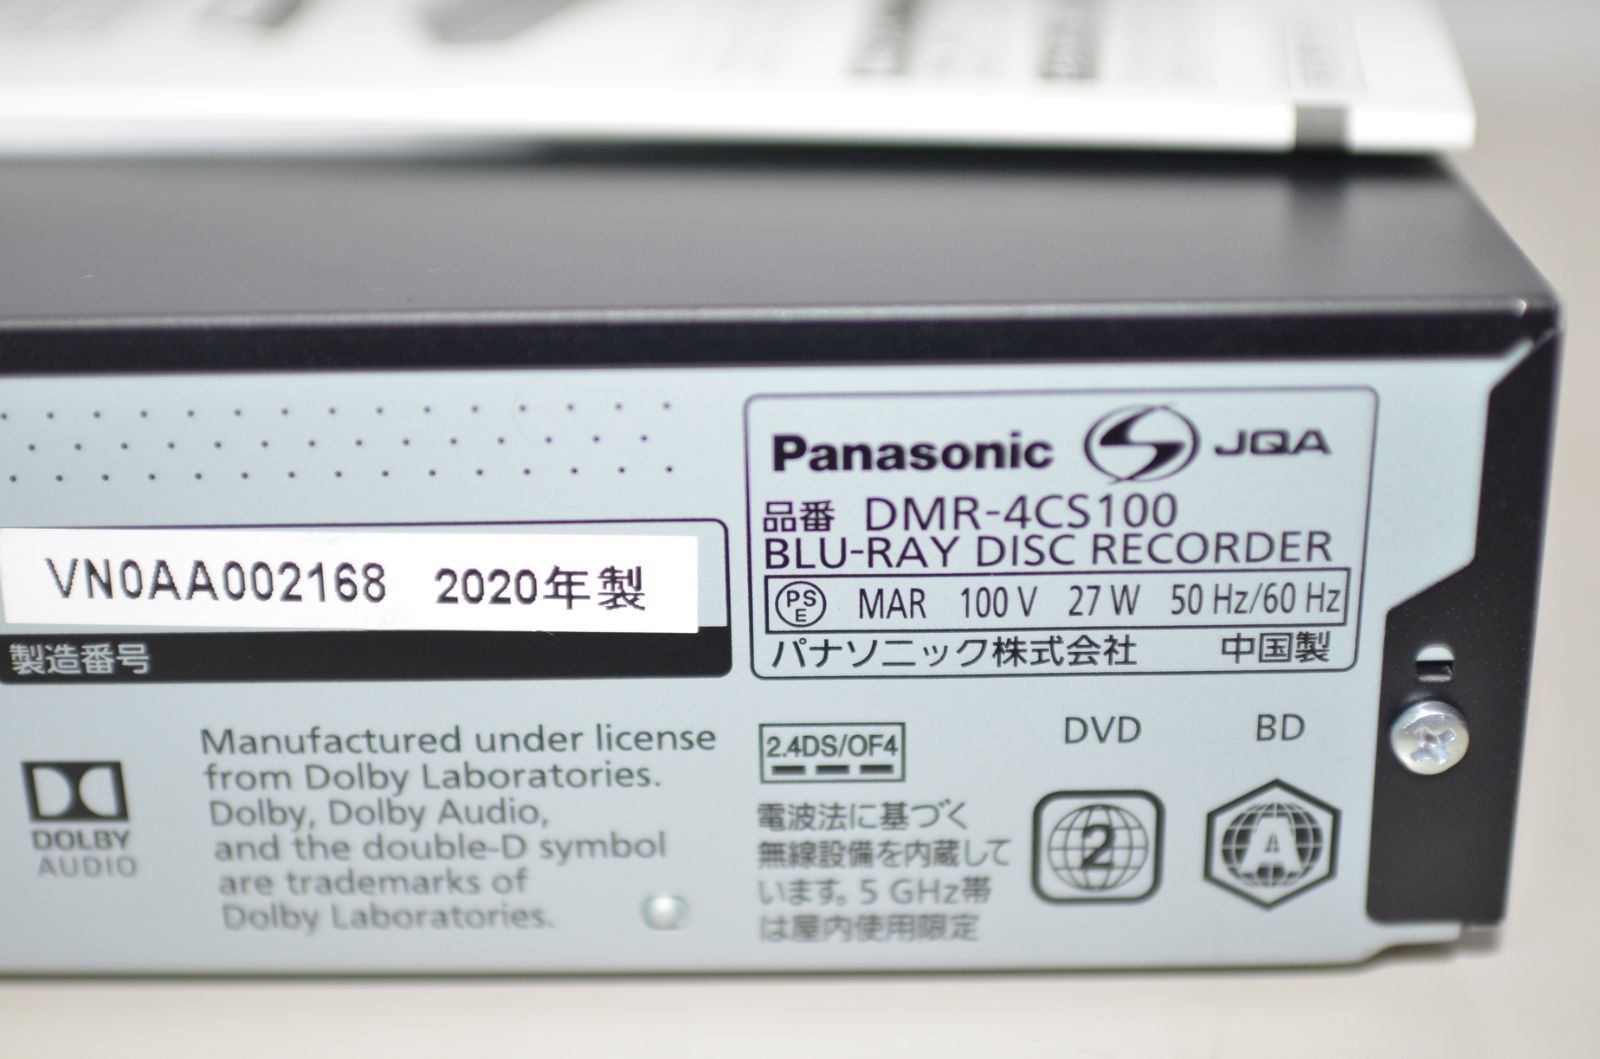 Panasonic JQA
品番 DMR-4CS100
BLU-RAY DISC RECORDER
PSE MAR 100 V 27 W 50 Hz/60 Hz
パナソニック株式会社 中国製
VN0AA002168 2020年製
製造番号
DOLBY
AUDIO
Manufactured under license
from Dolby Laboratories.
Dolby, Dolby Audio,
and the double-D symbol
are trademarks of
Dolby Laboratories.
2.4DS/OF4
電波法に基づく
無線設備を内蔵して
います。5 GHz帯
は屋内使用限定
DVD
2
BD
A